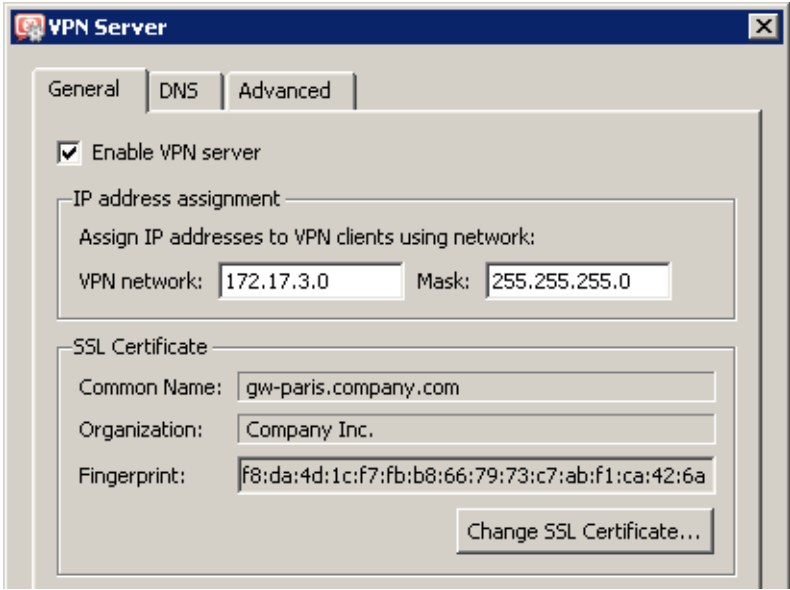 VPN Server
General DNS Advanced
Enable VPN server
IP address assignment
Assign IP addresses to VPN clients using network:
VPN network: 172.17.3.0 Mask: 255.255.255.0
SSL Certificate
Common Name: gw-paris.company.com
Organization: Company Inc.
Fingerprint: f8:da:4d:1c:f7:fb:b8:66:79:73:c7:ab:f1:ca:42:6a
Change SSL Certificate...